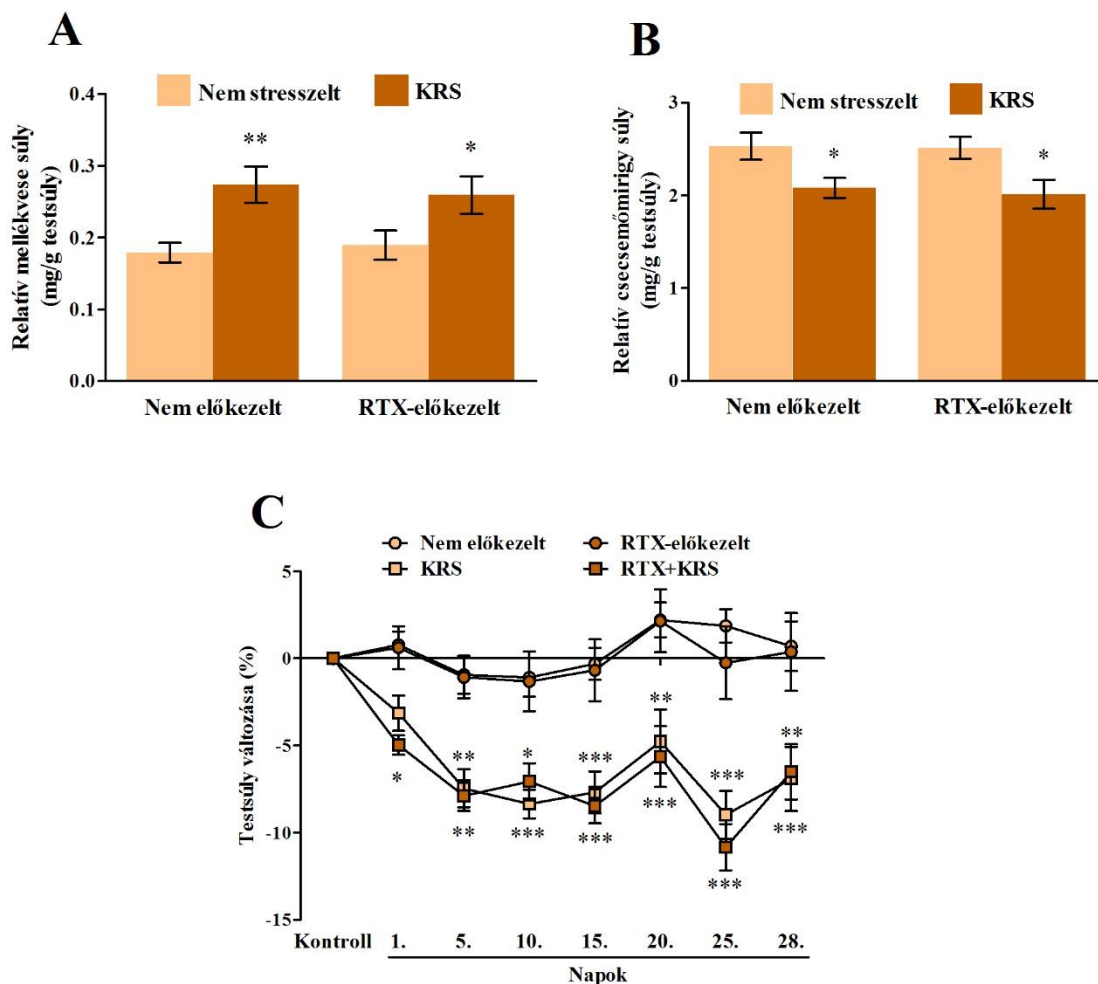 A
Nem stresszelt KRS
Relatív mellékvese súly
(mg/g testsúly)
0.4
0.3
0.2
0.1
0.0
** *
Nem előkezelt RTX-előkezelt
B
Nem stresszelt KRS
Relatív csecsemőmirigy súly
(mg/g testsúly)
3
2
1
0
* *
Nem előkezelt RTX-előkezelt
C
Nem előkezelt RTX-előkezelt
KRS RTX+KRS
Testsúly változása (%)
5
0
-5
-10
-15
** * *** ** *** **
* ** *** *** *** *** ***
Kontroll 1. 5. 10. 15. 20. 25. 28.
Napok